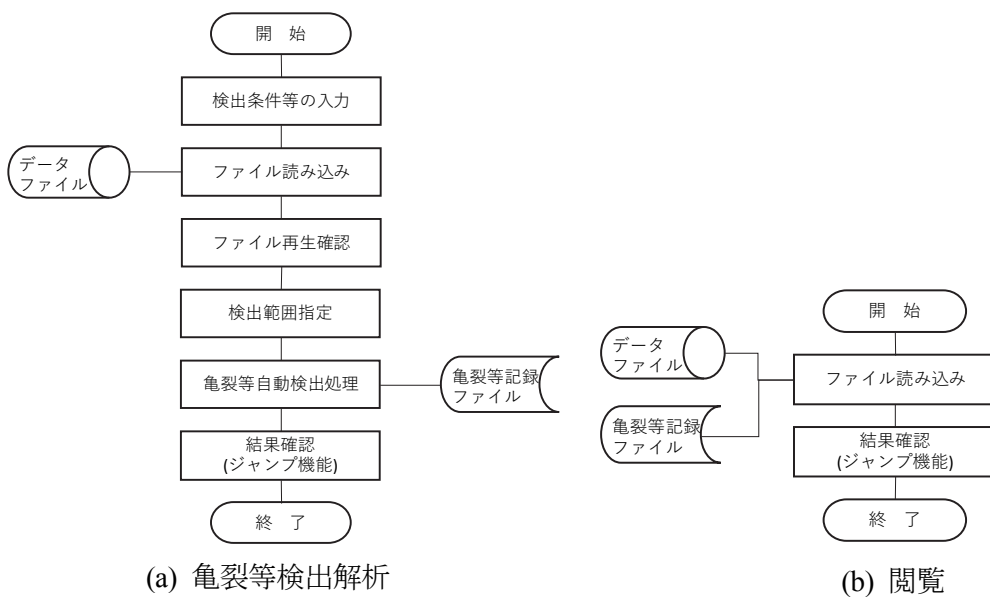 開　始
検出条件等の入力
データ
ファイル
ファイル読み込み
ファイル再生確認
検出範囲指定
亀裂等自動検出処理
亀裂等記録
ファイル
結果確認
(ジャンプ機能)
終　了
(a) 亀裂等検出解析
開　始
データ
ファイル
ファイル読み込み
亀裂等記録
ファイル
結果確認
(ジャンプ機能)
終　了
(b) 閲覧